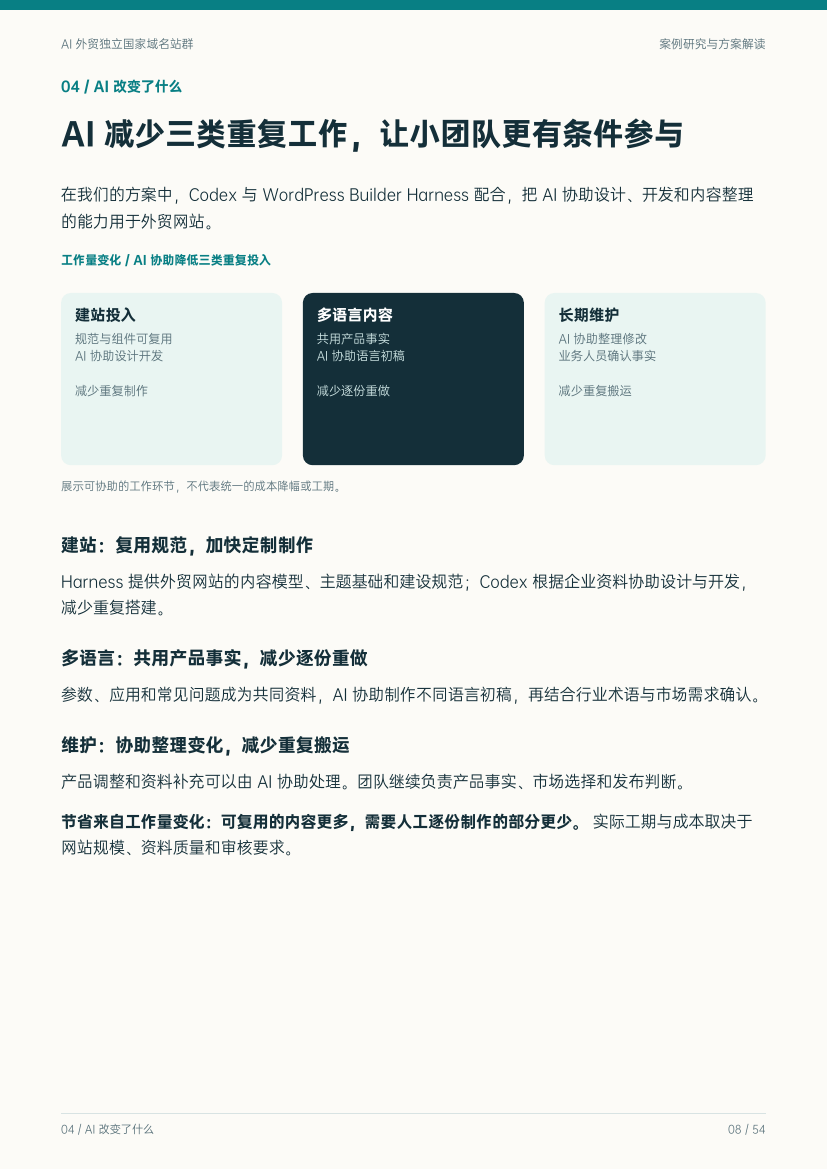 AI 外贸独立国家域名站群
案例研究与方案解读
04 / AI 改变了什么
AI 减少三类重复工作，让小团队更有条件参与
在我们的方案中，Codex 与 WordPress Builder Harness 配合，把 AI 协助设计、开发和内容整理
的能力用于外贸网站。
工作量变化 / AI 协助降低三类重复投入
建站投入
规范与组件可复用
AI 协助设计开发
减少重复制作
多语言内容
共用产品事实
AI 协助语言初稿
减少逐份重做
长期维护
AI 协助整理修改
业务人员确认事实
减少重复搬运
展示可协助的工作环节，不代表统一的成本降幅或工期。
建站：复用规范，加快定制制作
Harness 提供外贸网站的内容模型、主题基础和建设规范；Codex 根据企业资料协助设计与开发，
减少重复搭建。
多语言：共用产品事实，减少逐份重做
参数、应用和常见问题成为共同资料，AI 协助制作不同语言初稿，再结合行业术语与市场需求确认。
维护：协助整理变化，减少重复搬运
产品调整和资料补充可以由 AI 协助处理。团队继续负责产品事实、市场选择和发布判断。
节省来自工作量变化：可复用的内容更多，需要人工逐份制作的部分更少。 实际工期与成本取决于
网站规模、资料质量和审核要求。
04 / AI 改变了什么
08 / 54